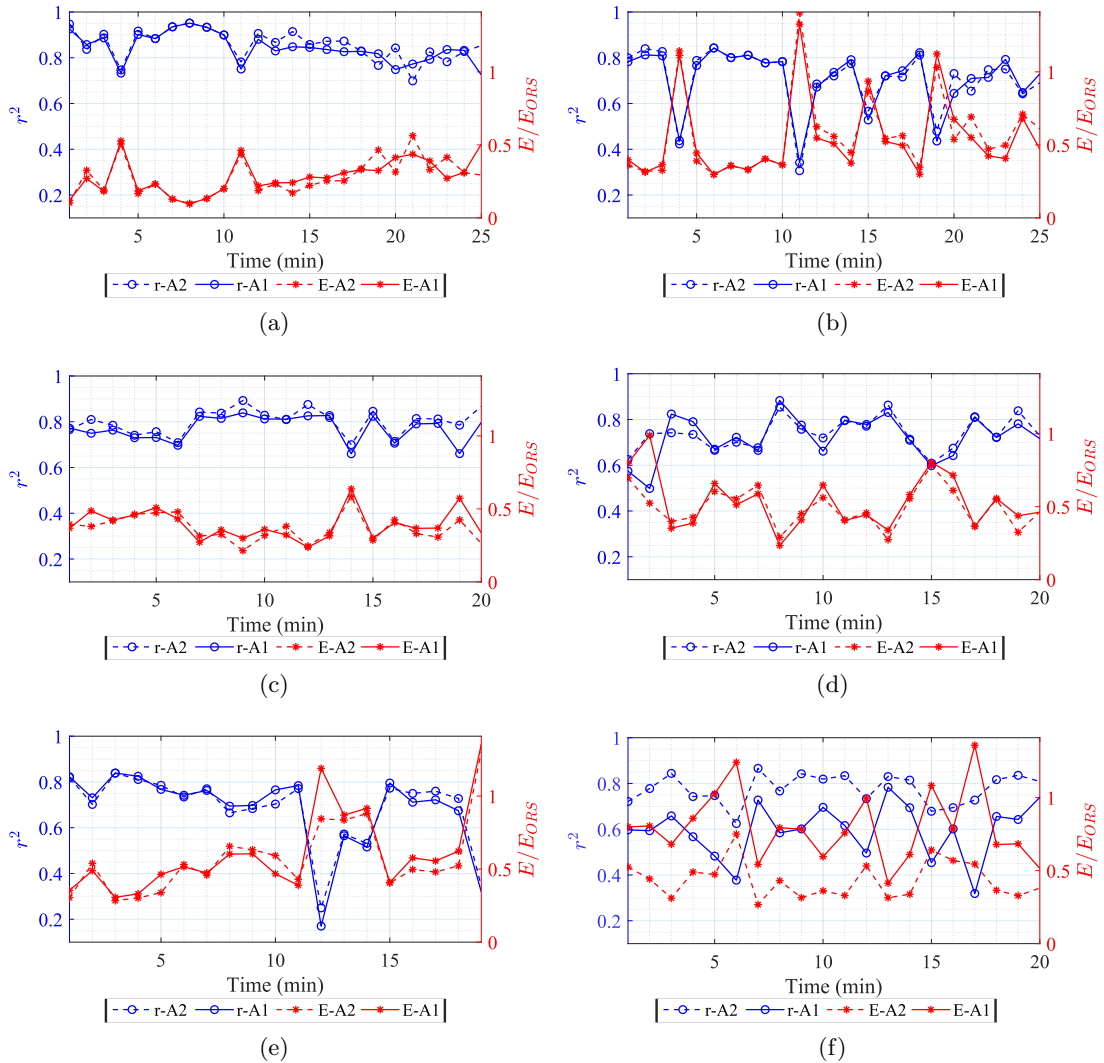 1
0.8
0.6
0.4
0.2
r²
1
0.5
0
E/E_ORS
5 10 15 20 25
Time (min)
r-A2 r-A1 E-A2 E-A1
(a)
1
0.8
0.6
0.4
0.2
r²
1
0.5
0
E/E_ORS
5 10 15 20 25
Time (min)
r-A2 r-A1 E-A2 E-A1
(b)
1
0.8
0.6
0.4
0.2
r²
1
0.5
0
E/E_ORS
5 10 15 20
Time (min)
r-A2 r-A1 E-A2 E-A1
(c)
1
0.8
0.6
0.4
0.2
r²
1
0.5
0
E/E_ORS
5 10 15 20
Time (min)
r-A2 r-A1 E-A2 E-A1
(d)
1
0.8
0.6
0.4
0.2
r²
1
0.5
0
E/E_ORS
5 10 15
Time (min)
r-A2 r-A1 E-A2 E-A1
(e)
1
0.8
0.6
0.4
0.2
r²
1
0.5
0
E/E_ORS
5 10 15 20
Time (min)
r-A2 r-A1 E-A2 E-A1
(f)